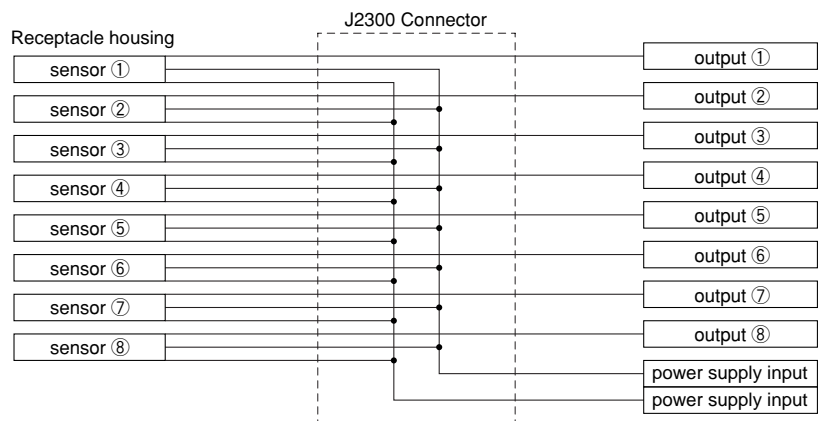 J2300 Connector
Receptacle housing
sensor ①
sensor ②
sensor ③
sensor ④
sensor ⑤
sensor ⑥
sensor ⑦
sensor ⑧
output ①
output ②
output ③
output ④
output ⑤
output ⑥
output ⑦
output ⑧
power supply input
power supply input